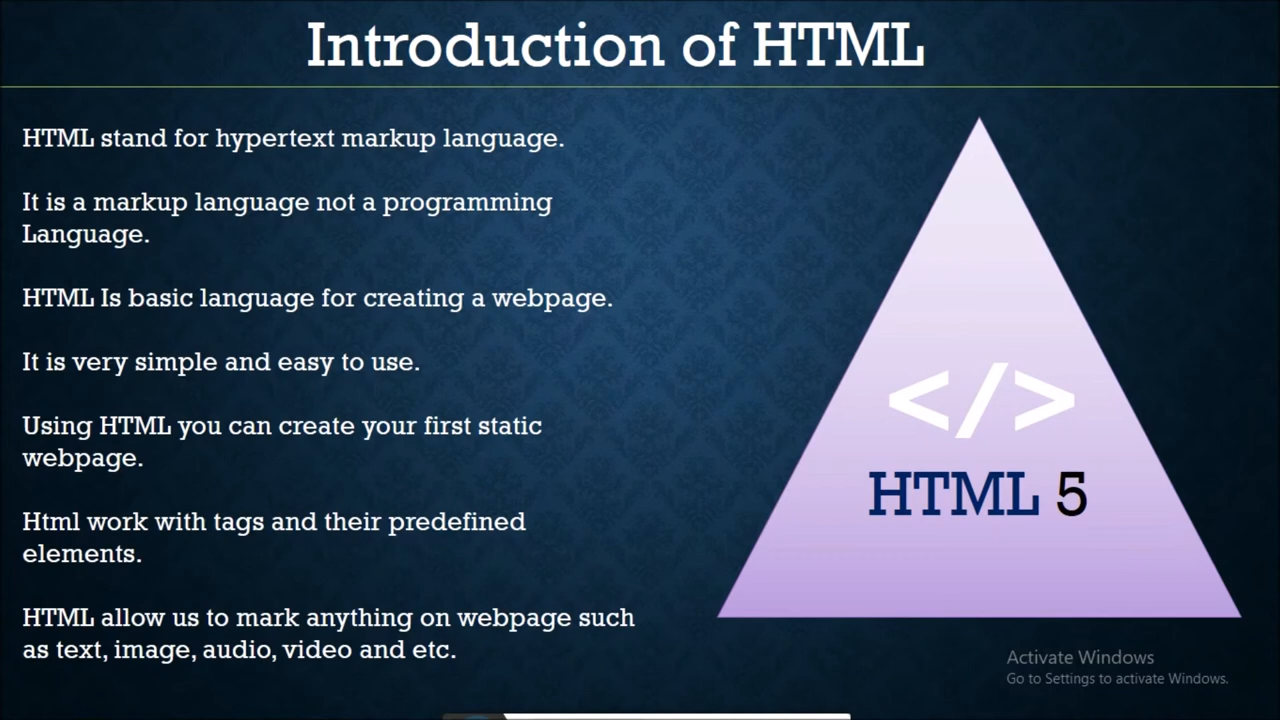 Introduction of HTML
HTML stand for hypertext markup language.
It is a markup language not a programming
Language.
HTML Is basic language for creating a webpage.
It is very simple and easy to use.
Using HTML you can create your first static
webpage.
Html work with tags and their predefined
elements.
HTML allow us to mark anything on webpage such
as text, image, audio, video and etc.
</>
HTML 5
Activate Windows
Go to Settings to activate Windows.